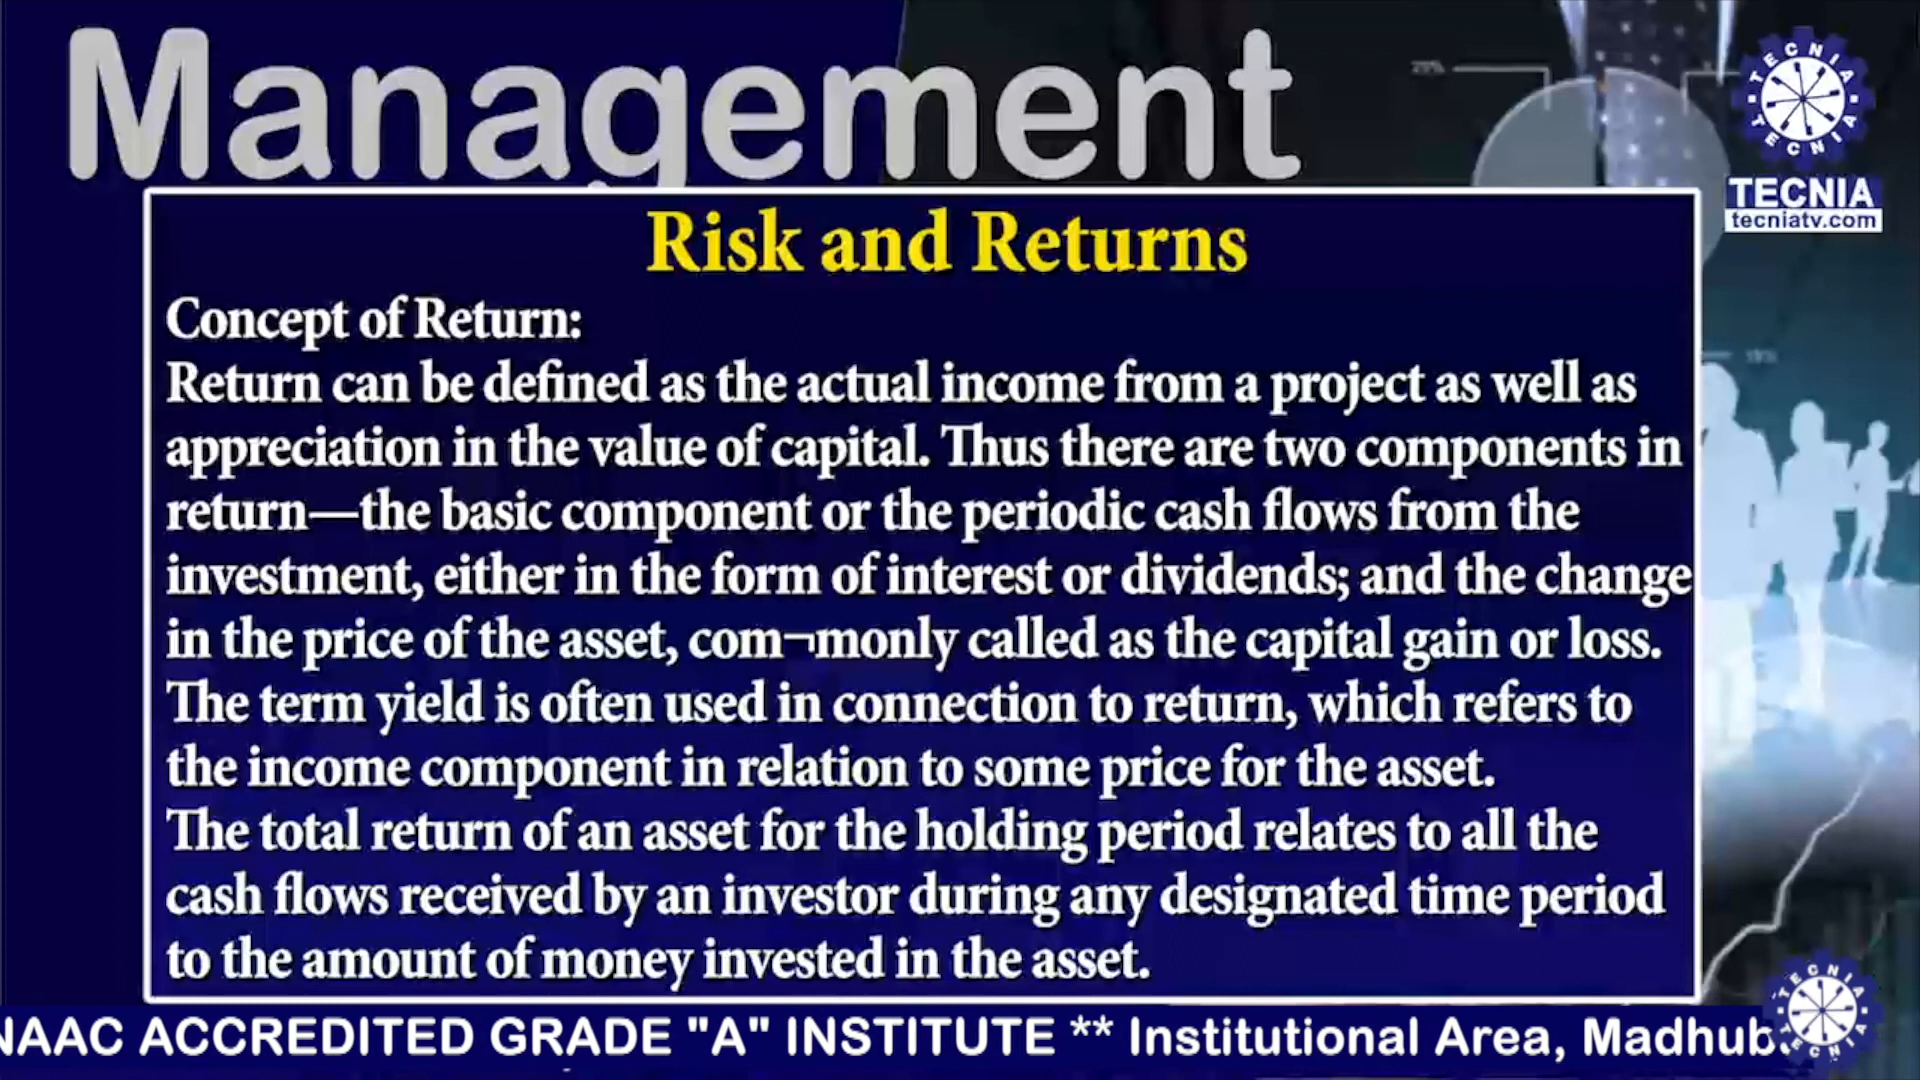 Management
TECNIA
TECNIA
TECNIA
TECNIA
tecniatv.com
Risk and Returns
Concept of Return:
Return can be defined as the actual income from a project as well as
appreciation in the value of capital. Thus there are two components in
return—the basic component or the periodic cash flows from the
investment, either in the form of interest or dividends; and the change
in the price of the asset, com¬monly called as the capital gain or loss.
The term yield is often used in connection to return, which refers to
the income component in relation to some price for the asset.
The total return of an asset for the holding period relates to all the
cash flows received by an investor during any designated time period
to the amount of money invested in the asset.
NAAC ACCREDITED GRADE "A" INSTITUTE ** Institutional Area, Madhub
TECNIA
TECNIA